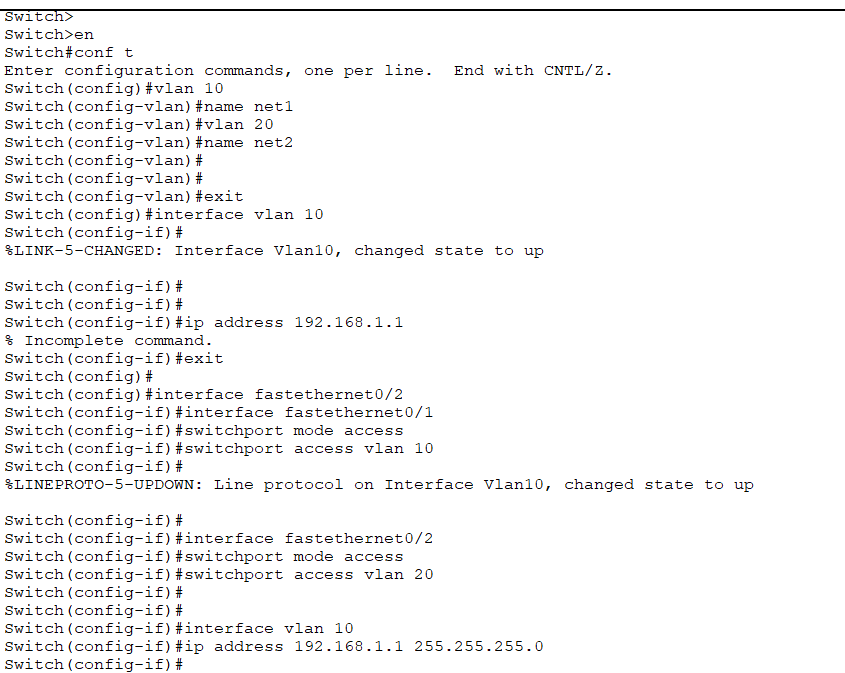 Switch>
Switch>en
Switch#conf t
Enter configuration commands, one per line.  End with CNTL/Z.
Switch(config)#vlan 10
Switch(config-vlan)#name net1
Switch(config-vlan)#vlan 20
Switch(config-vlan)#name net2
Switch(config-vlan)#
Switch(config-vlan)#
Switch(config-vlan)#exit
Switch(config)#interface vlan 10
Switch(config-if)#
%LINK-5-CHANGED: Interface Vlan10, changed state to up
Switch(config-if)#
Switch(config-if)#
Switch(config-if)#ip address 192.168.1.1
% Incomplete command.
Switch(config-if)#exit
Switch(config)#
Switch(config)#interface fastethernet0/2
Switch(config-if)#interface fastethernet0/1
Switch(config-if)#switchport mode access
Switch(config-if)#switchport access vlan 10
Switch(config-if)#
%LINEPROTO-5-UPDOWN: Line protocol on Interface Vlan10, changed state to up
Switch(config-if)#
Switch(config-if)#interface fastethernet0/2
Switch(config-if)#switchport mode access
Switch(config-if)#switchport access vlan 20
Switch(config-if)#
Switch(config-if)#
Switch(config-if)#interface vlan 10
Switch(config-if)#ip address 192.168.1.1 255.255.255.0
Switch(config-if)#